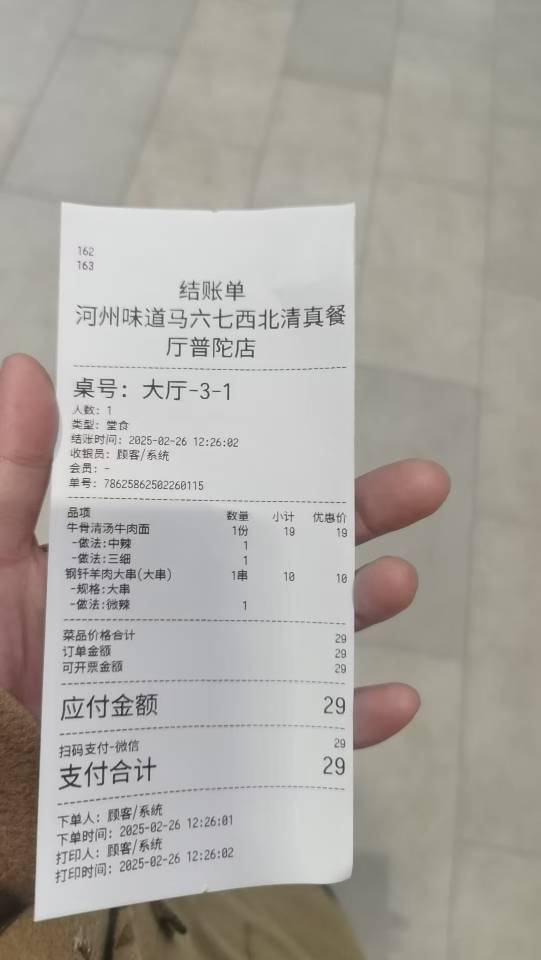 162
163
结账单
河州味道马六七西北清真餐
厅普陀店
桌号：大厅-3-1
人数：1
类型：堂食
结账时间：2025-02-26 12:26:02
收银员：顾客/系统
会员：-
单号：78625862502260115
品项 数量 小计 优惠价
牛骨清汤牛肉面 1份 19 19
-做法:中辣 1
-做法:三细 1
钢钎羊肉大串(大串) 1串 10 10
-规格:大串
-做法:微辣 1
菜品价格合计 29
订单金额 29
可开票金额 29
应付金额 29
扫码支付-微信 29
支付合计 29
下单人：顾客/系统
下单时间：2025-02-26 12:26:01
打印人：顾客/系统
打印时间：2025-02-26 12:26:02